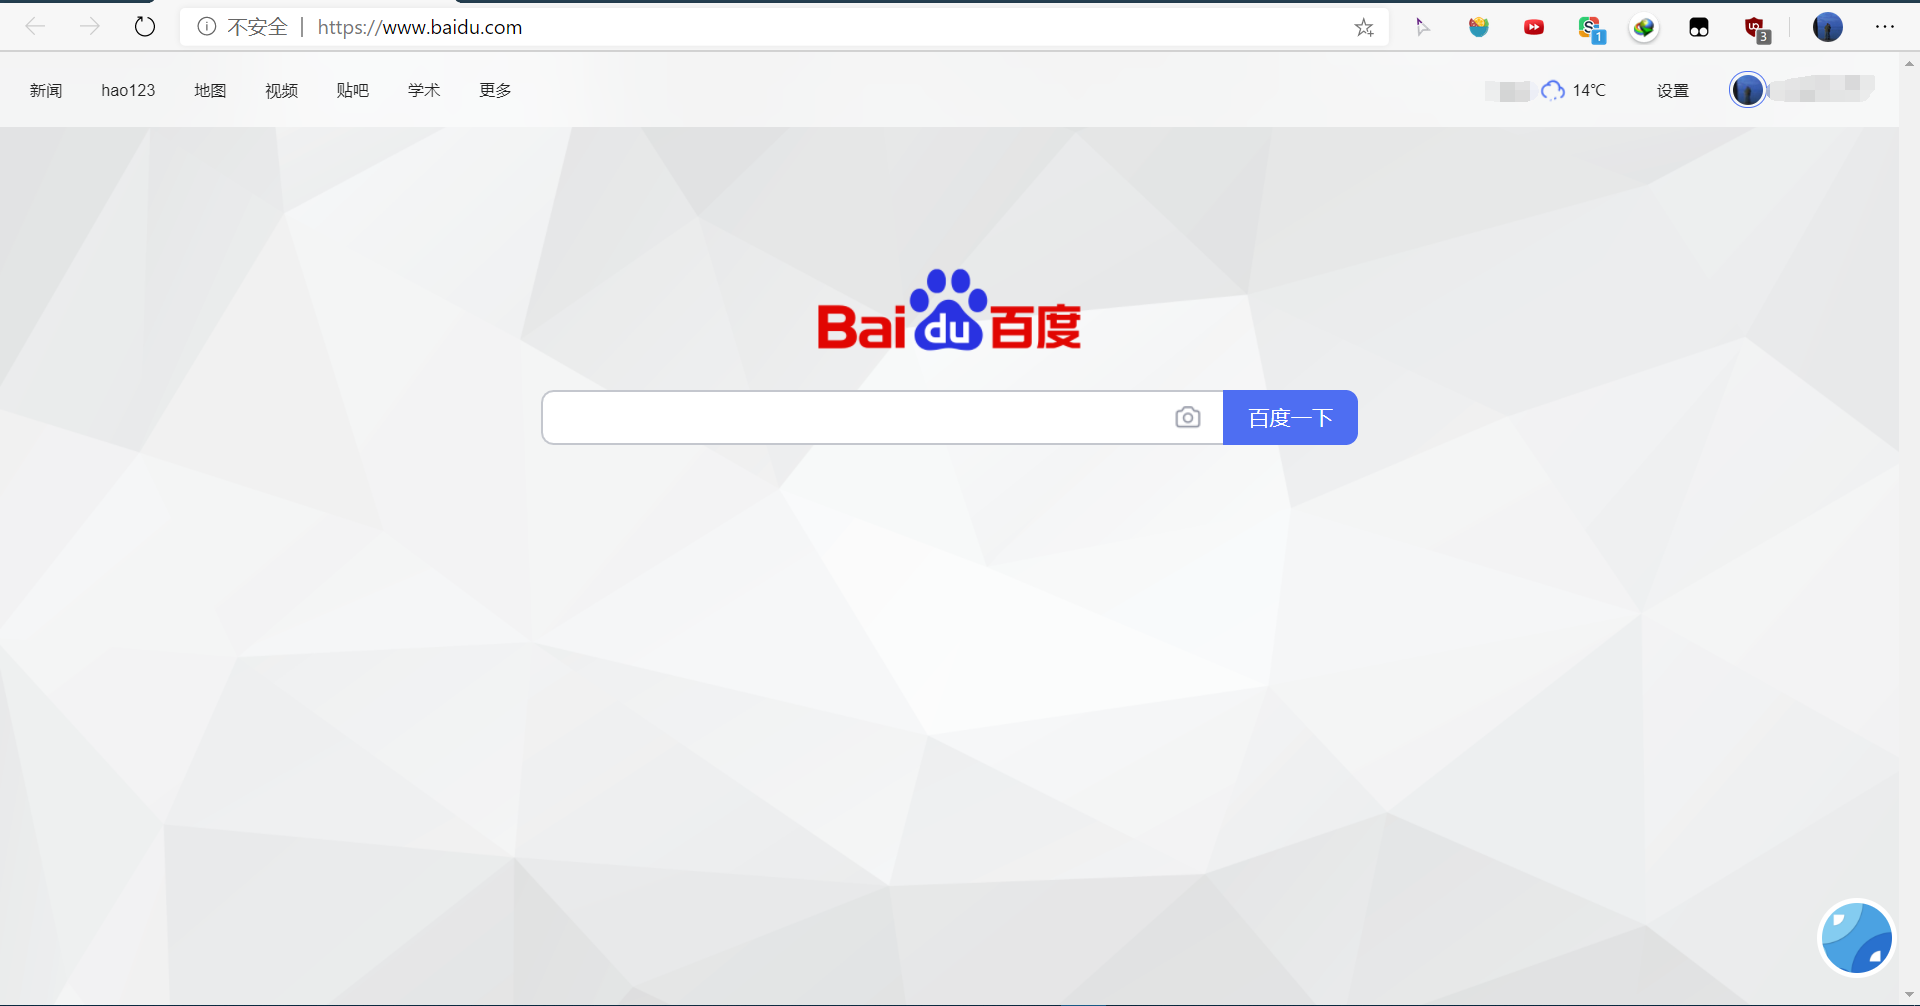 不安全 | https://www.baidu.com
1
3
新闻 hao123 地图 视频 贴吧 学术 更多 14℃ 设置
Bai du 百度
百度一下